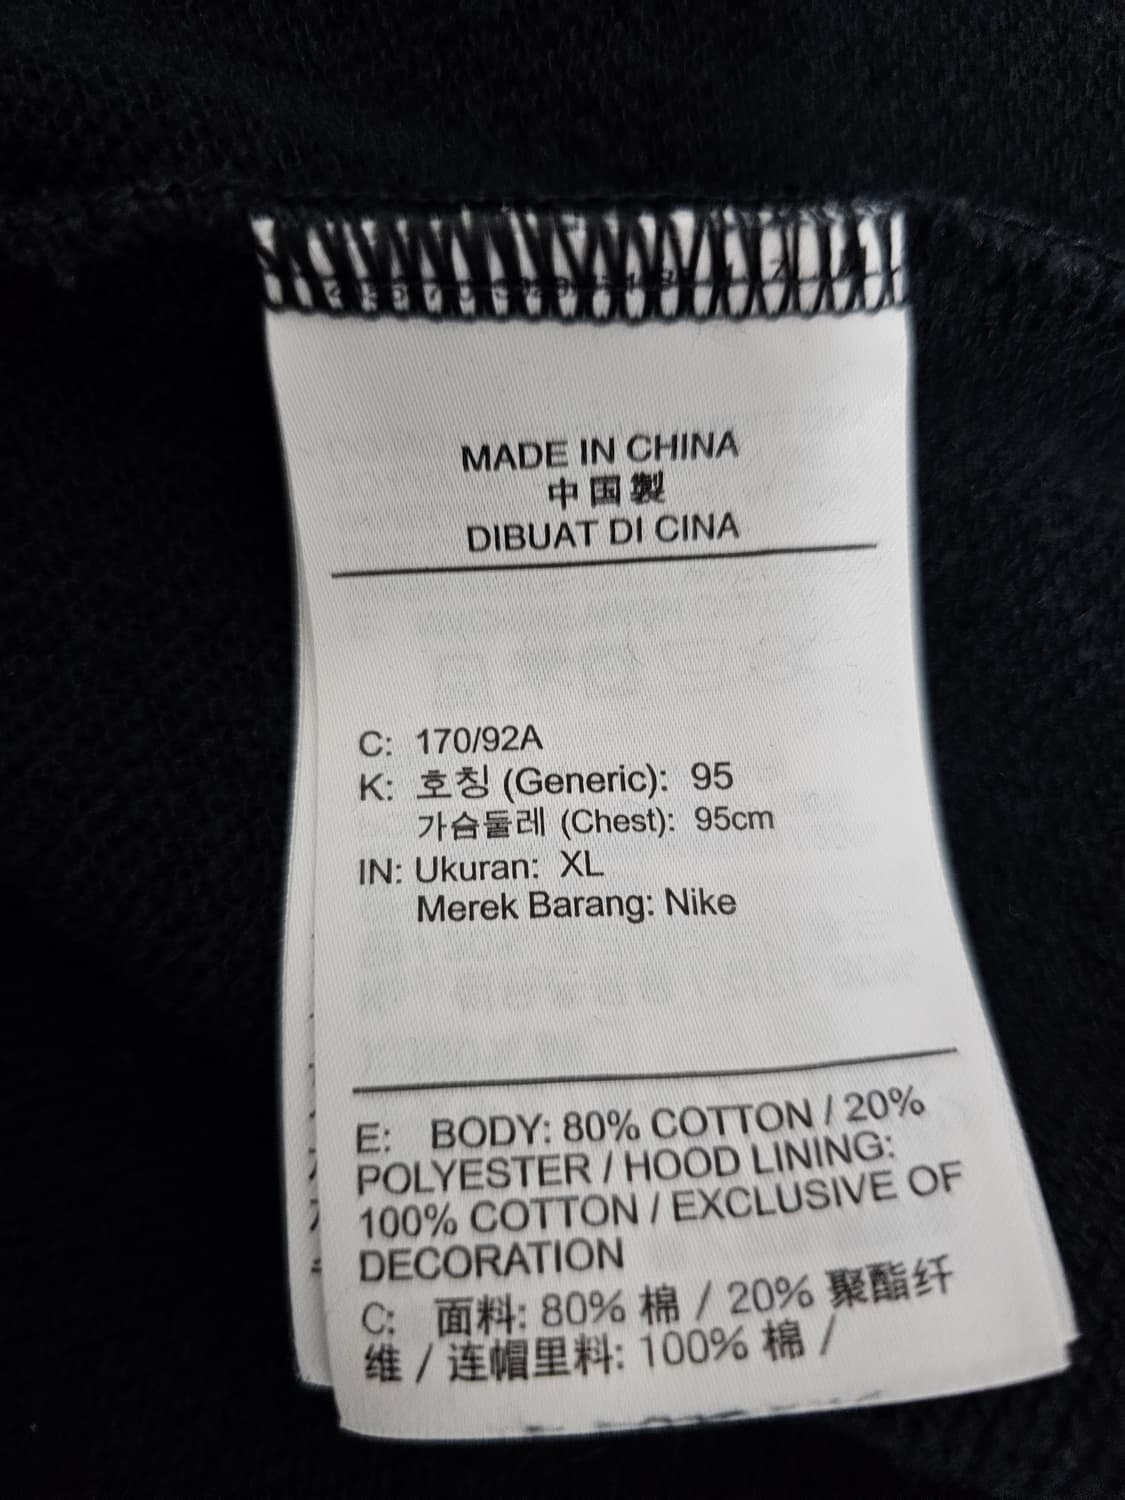 MADE IN CHINA
中国製
DIBUAT DI CINA
C: 170/92A
K: 호칭 (Generic): 95
가슴둘레 (Chest): 95cm
IN: Ukuran: XL
Merek Barang: Nike
E: BODY: 80% COTTON / 20%
POLYESTER / HOOD LINING:
100% COTTON / EXCLUSIVE OF
DECORATION
C: 面料: 80% 棉 / 20% 聚酯纤
维 / 连帽里料: 100% 棉 /